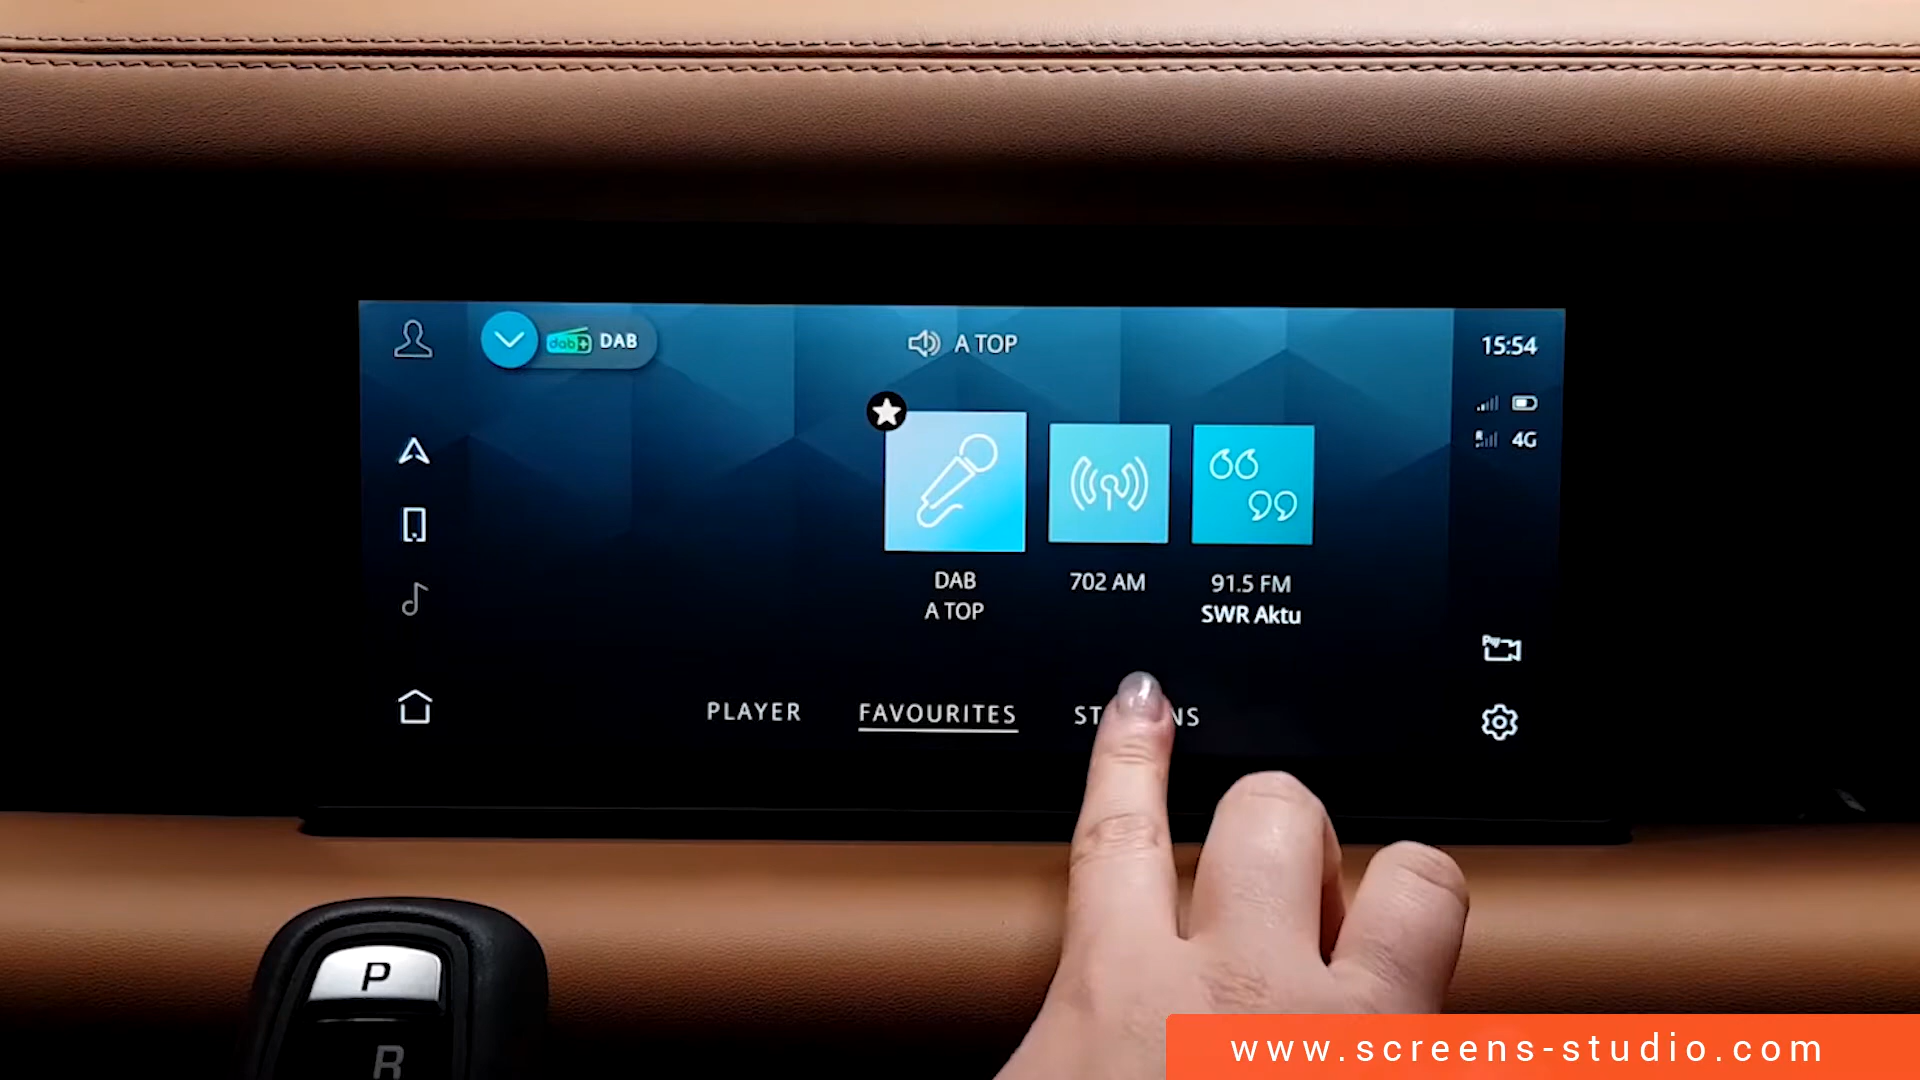 dab+ DAB
A TOP
15:54
4G
DAB
A TOP
702 AM
91.5 FM
SWR Aktu
PLAYER
FAVOURITES
P
R
www.screens-studio.com